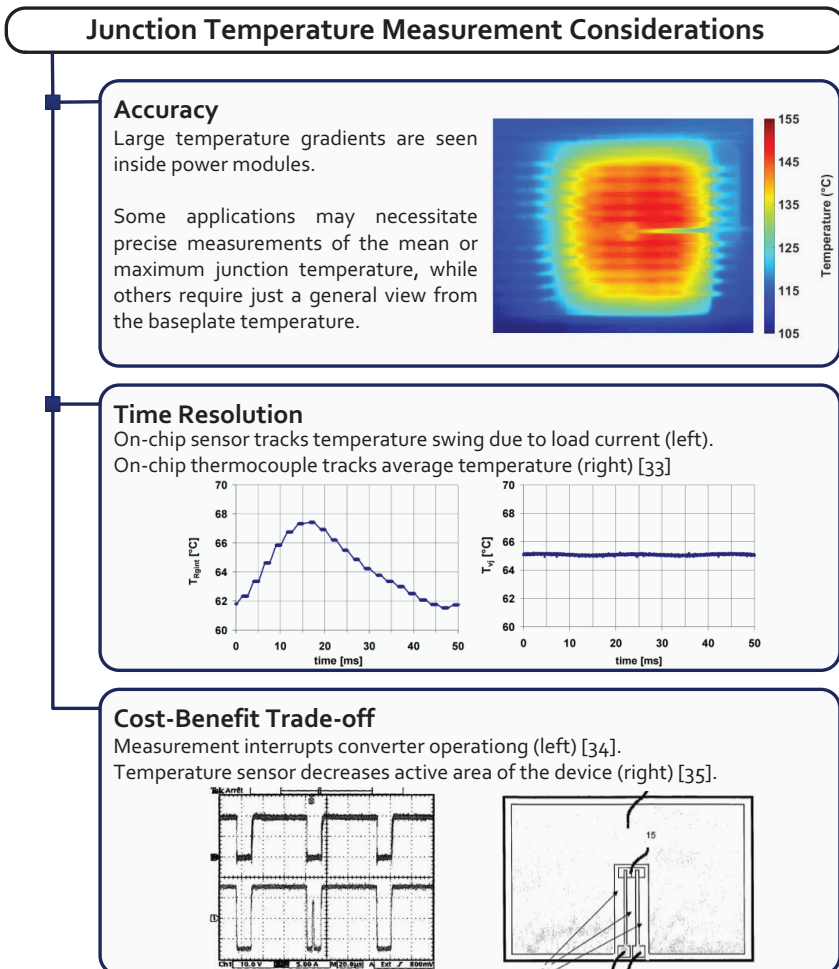 Junction Temperature Measurement Considerations
Accuracy
Large temperature gradients are seen
inside power modules.
Some applications may necessitate
precise measurements of the mean or
maximum junction temperature, while
others require just a general view from
the baseplate temperature.
155
145
135
125
115
105
Temperature (°C)
Time Resolution
On-chip sensor tracks temperature swing due to load current (left).
On-chip thermocouple tracks average temperature (right) [33]
70
68
66
64
62
60
TRgint [°C]
0 10 20 30 40 50
time [ms]
70
68
66
64
62
60
Tvj [°C]
0 10 20 30 40 50
time [ms]
Cost-Benefit Trade-off
Measurement interrupts converter operationg (left) [34].
Temperature sensor decreases active area of the device (right) [35].
Arrêt
1
Ch1 10.0 V 5.00 A M 20.0µs A Ext 800mV
15